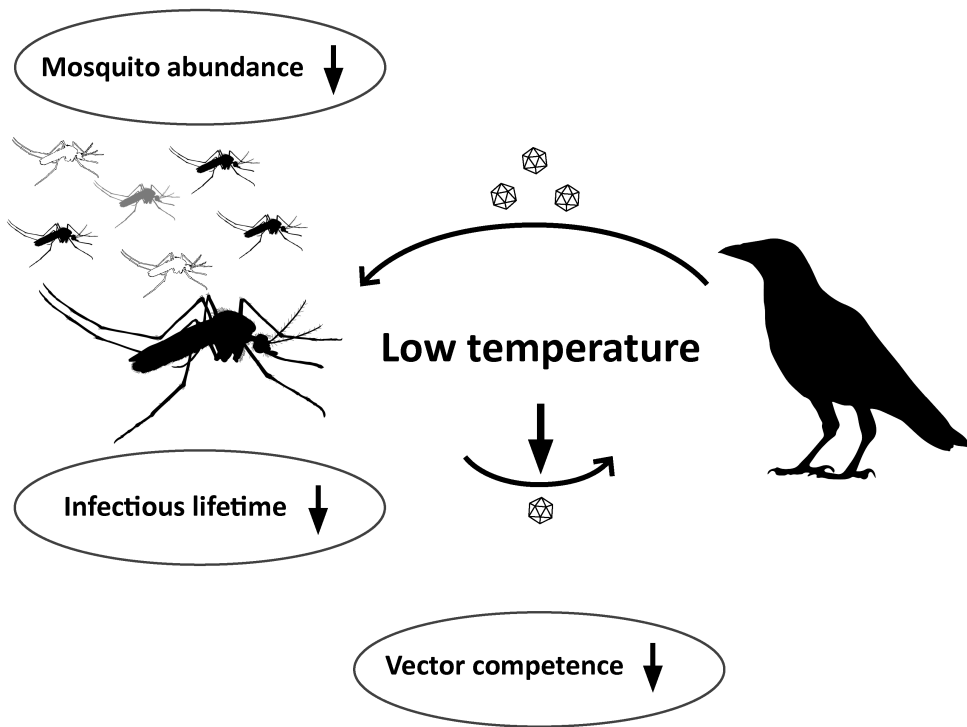 Mosquito abundance
Low temperature
Infectious lifetime
Vector competence